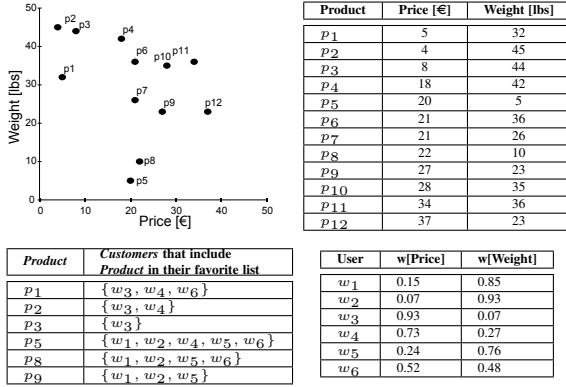 50
40
30
20
10
0
Weight [lbs]
p2
p3
p4
p6
p11
p10
p1
p7
p9
p12
p8
p5
0 10 20 30 40 50
Price [€]
Product Price [€] Weight [lbs]
p1 5 32
p2 4 45
p3 8 44
p4 18 42
p5 20 5
p6 21 36
p7 21 26
p8 22 10
p9 27 23
p10 28 35
p11 34 36
p12 37 23
Product Customers that include
Product in their favorite list
p1 {w3, w4, w6}
p2 {w3, w4}
p3 {w3}
p5 {w1, w2, w4, w5, w6}
p8 {w1, w2, w5, w6}
p9 {w1, w2, w5}
User w[Price] w[Weight]
w1 0.15 0.85
w2 0.07 0.93
w3 0.93 0.07
w4 0.73 0.27
w5 0.24 0.76
w6 0.52 0.48